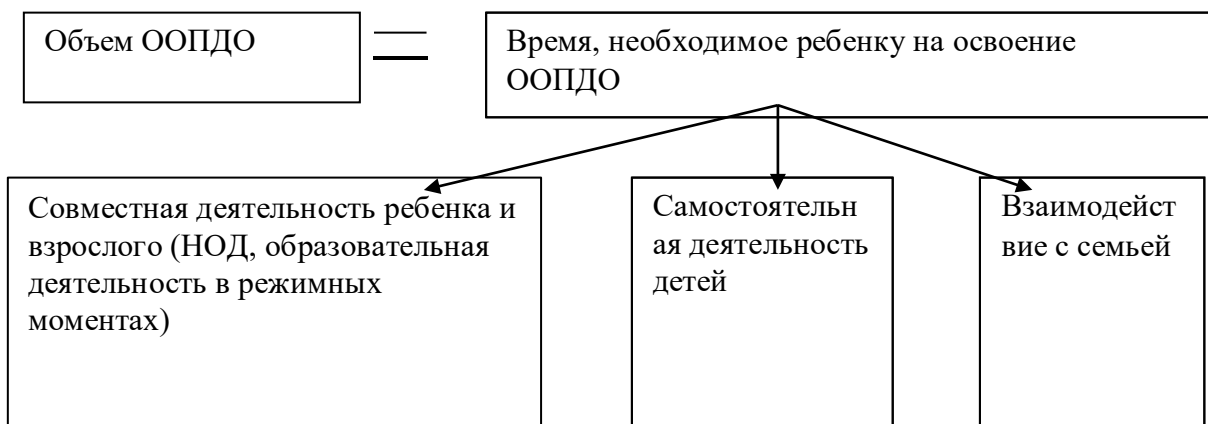 Объем ООПДО
Время, необходимое ребенку на освоение
ООПДО
Совместная деятельность ребенка и
взрослого (НОД, образовательная
деятельность в режимных
моментах)
Самостоятельн
ая деятельность
детей
Взаимодейст
вие с семьей